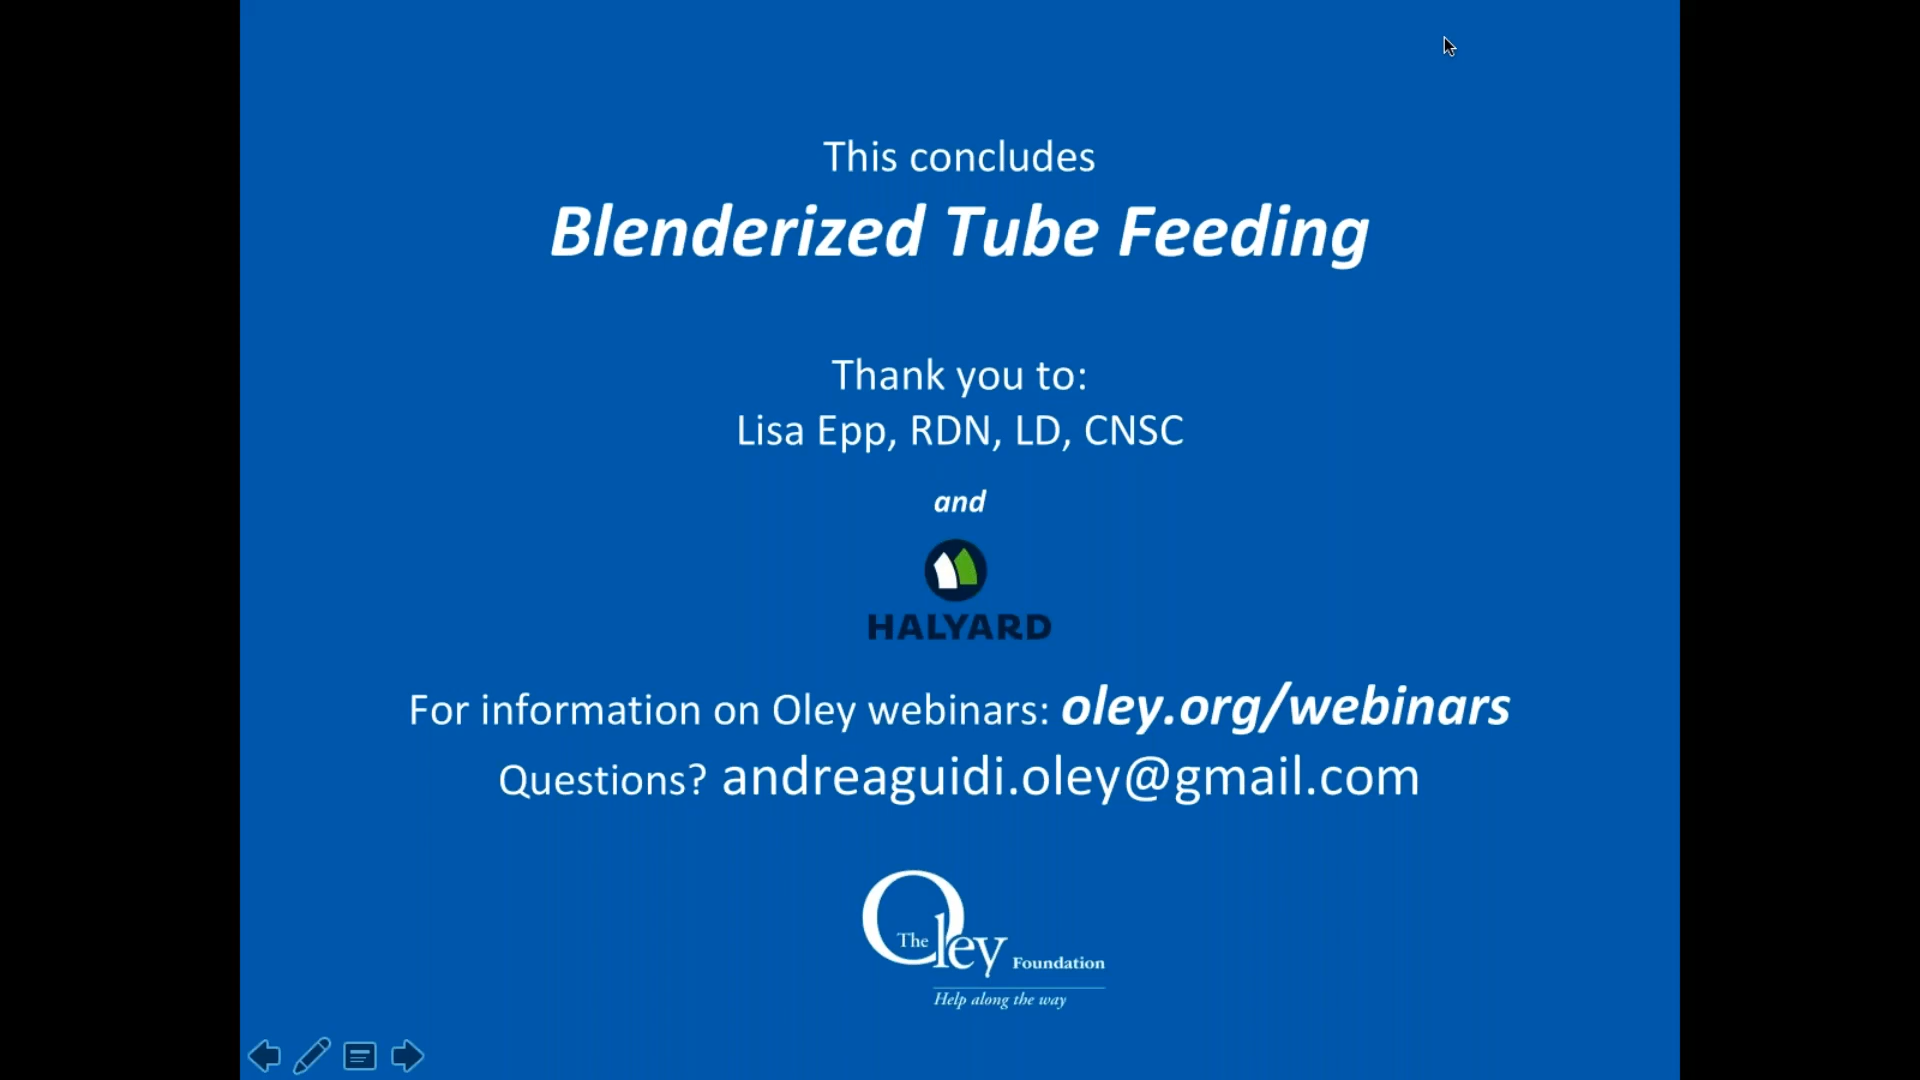 This concludes
Blenderized Tube Feeding
Thank you to:
Lisa Epp, RDN, LD, CNSC
and
HALYARD
For information on Oley webinars: oley.org/webinars
Questions? andreaguidi.oley@gmail.com
The Oley Foundation
Help along the way